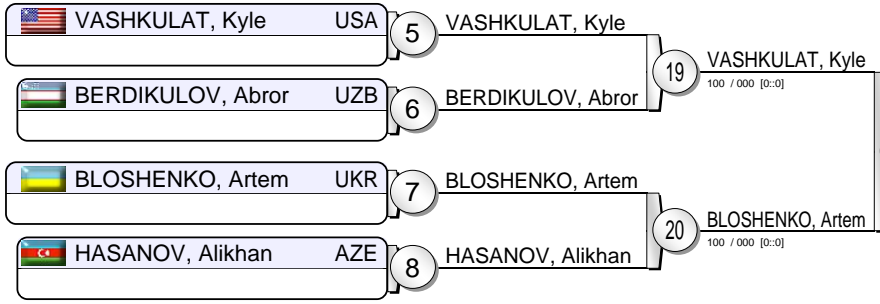 VASHKULAT, Kyle USA
5
VASHKULAT, Kyle
19
VASHKULAT, Kyle
100 / 000 [0::0]
BERDIKULOV, Abror UZB
6
BERDIKULOV, Abror
BLOSHENKO, Artem UKR
7
BLOSHENKO, Artem
20
BLOSHENKO, Artem
100 / 000 [0::0]
HASANOV, Alikhan AZE
8
HASANOV, Alikhan